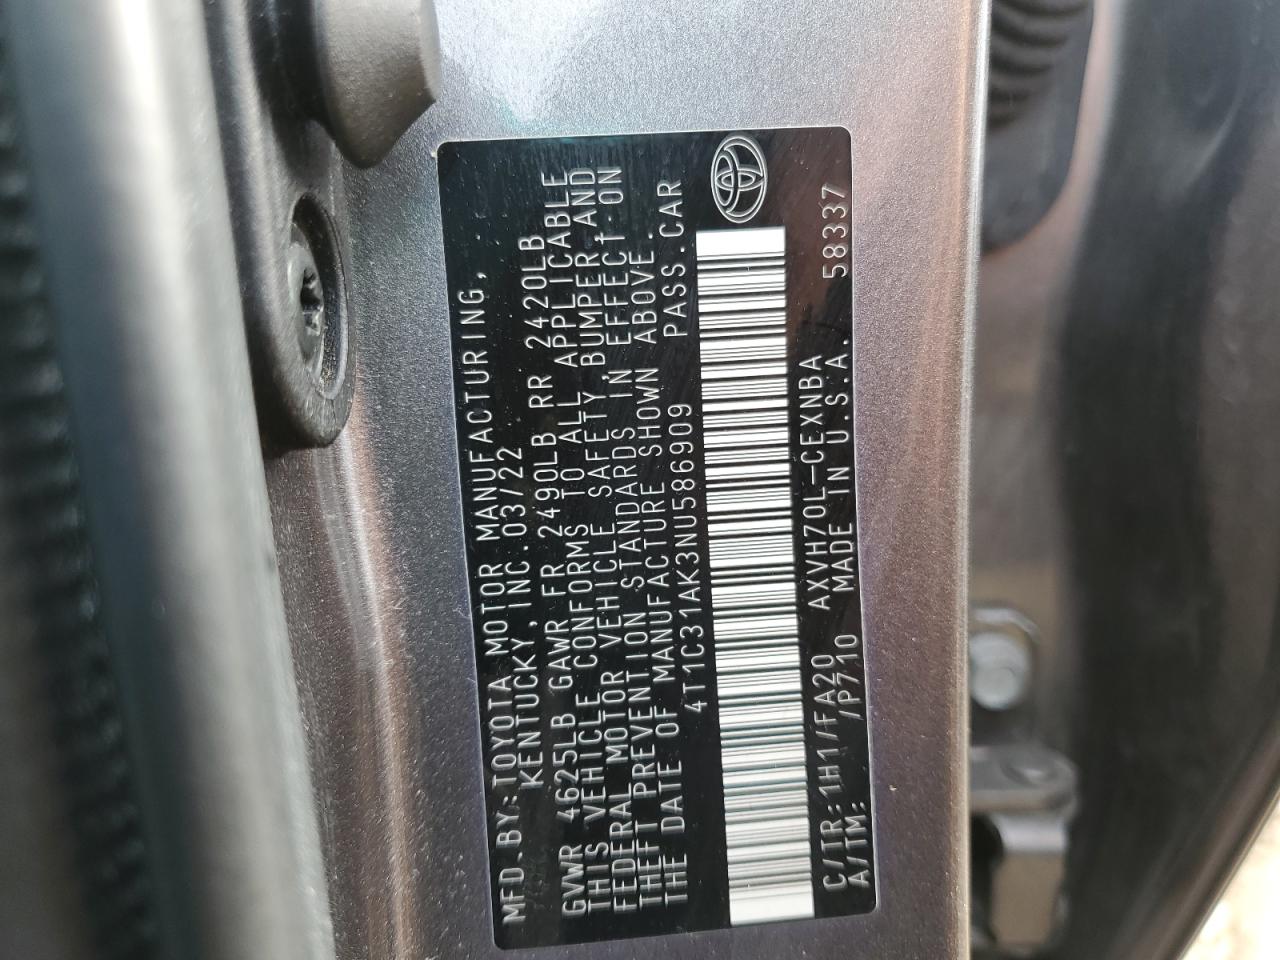 MFD.BY:TOYOTA MOTOR MANUFACTURING,
KENTUCKY,INC.03/22
GVWR 4625LB GAWR FR 2490LB RR 2420LB
THIS VEHICLE CONFORMS TO ALL APPLICABLE
FEDERAL MOTOR VEHICLE SAFETY,BUMPER,AND
THEFT PREVENTION STANDARDS IN EFFECT ON
THE DATE OF MANUFACTURE SHOWN ABOVE.
4T1C31AK3NU586909 PASS.CAR
C/TR:1H1/FA20 AXVH70L-CEXNBA
A/TM: /P710 MADE IN U.S.A. 58337